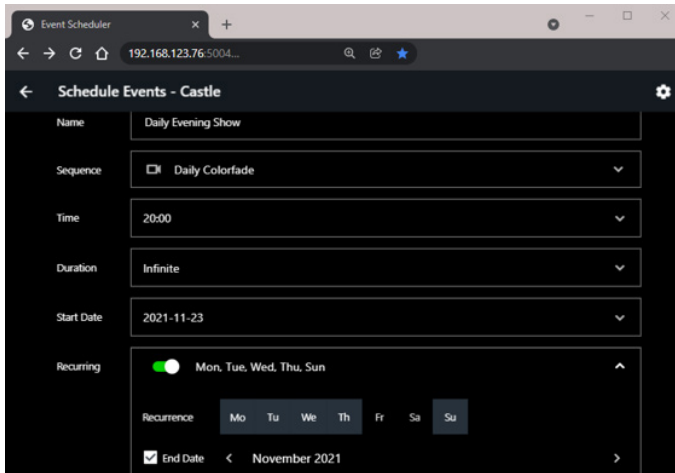 Event Scheduler
192.168.123.76:5004...
Schedule Events - Castle
Name Daily Evening Show
Sequence Daily Colorfade
Time 20:00
Duration Infinite
Start Date 2021-11-23
Recurring Mon, Tue, Wed, Thu, Sun
Recurrence Mo Tu We Th Fr Sa Su
End Date November 2021